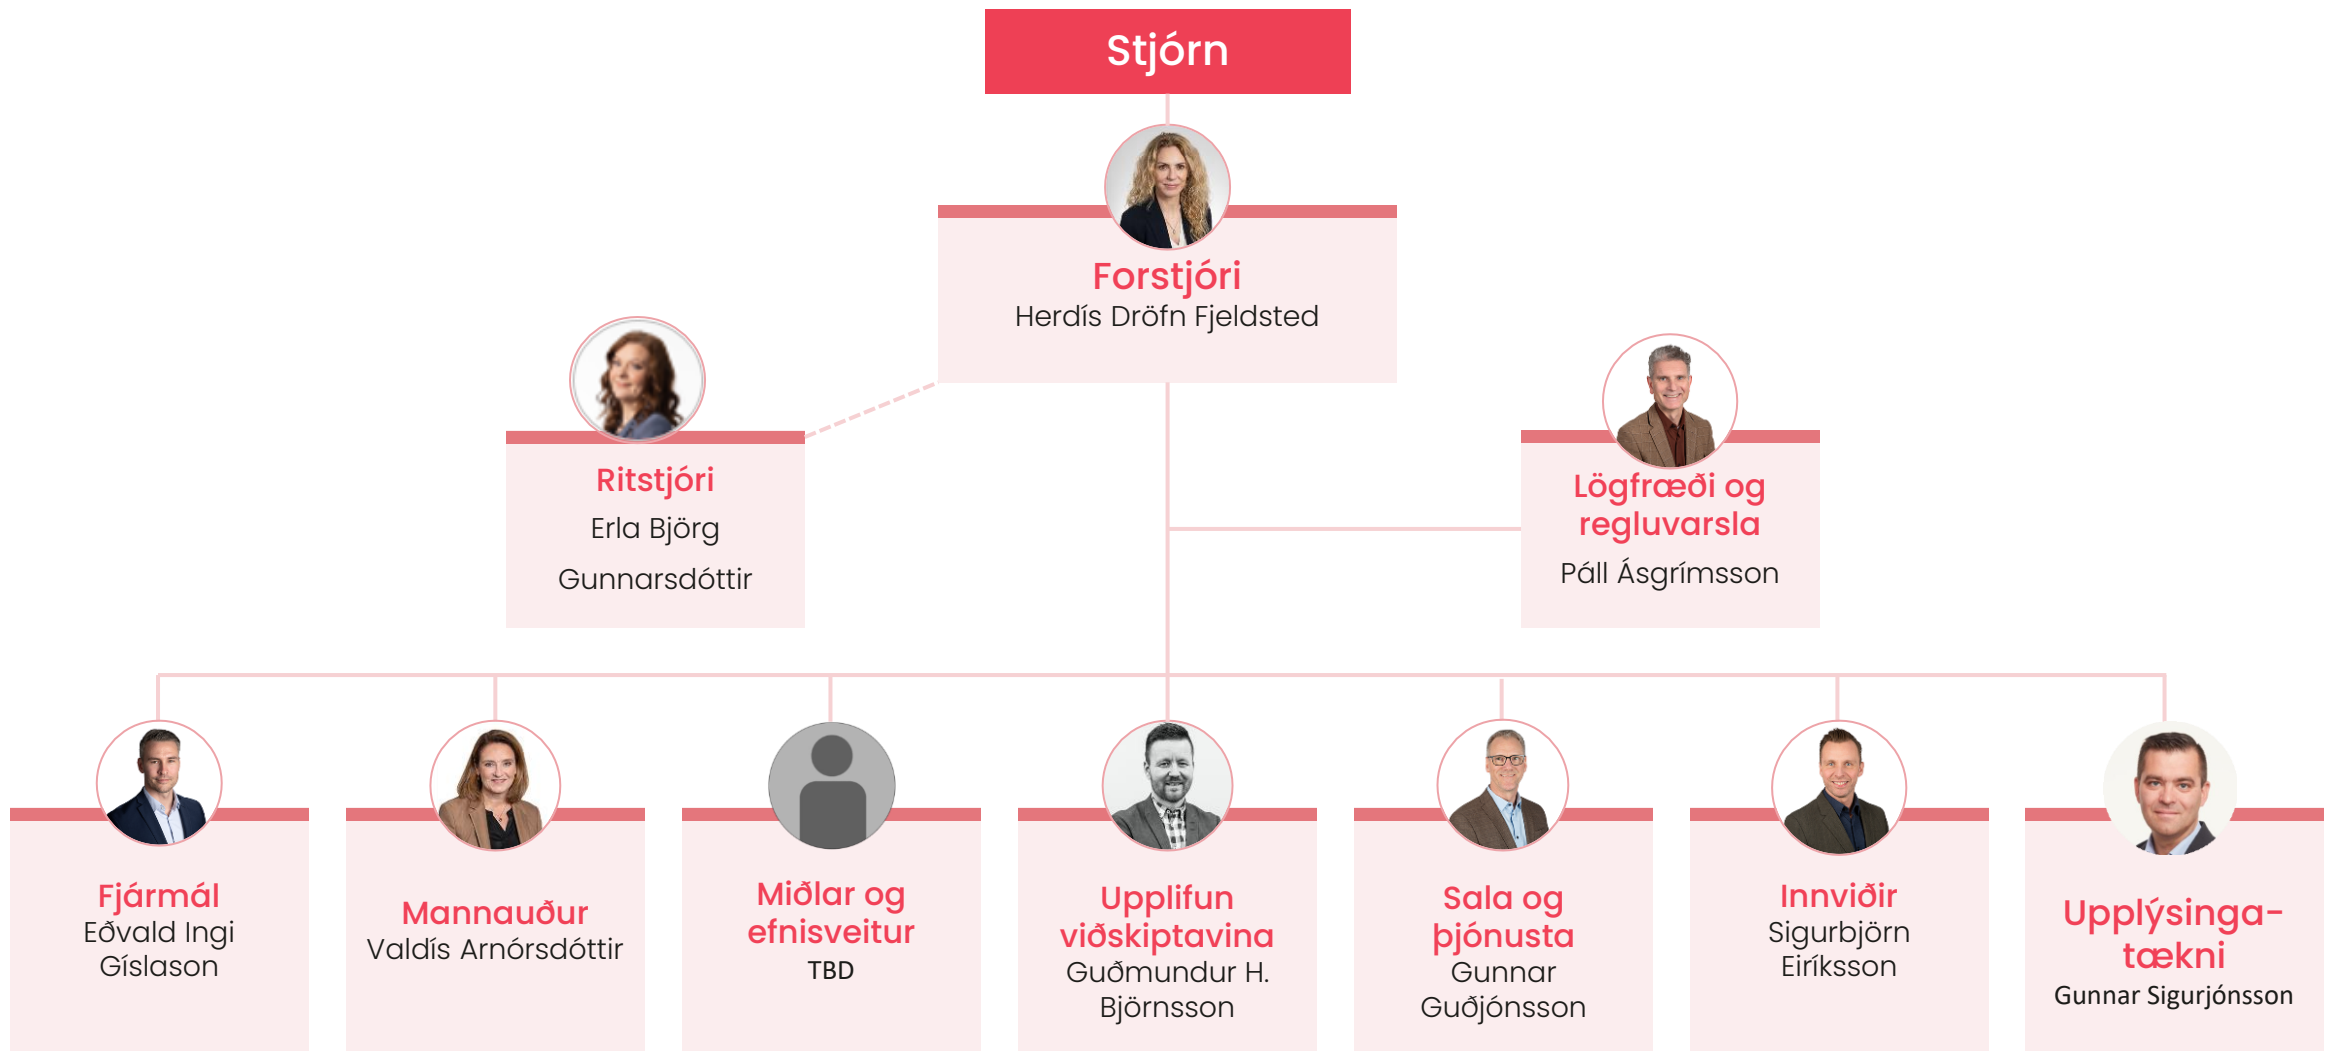 Stjórn
Forstjóri
Herdís Dröfn Fjeldsted
Ritstjóri
Erla Björg
Gunnarsdóttir
Lögfræði og
regluvarsla
Páll Ásgrímsson
Fjármál
Eðvald Ingi
Gíslason
Mannauður
Valdís Arnórsdóttir
Miðlar og
efnisveitur
TBD
Upplifun
viðskiptavina
Guðmundur H.
Björnsson
Sala og
þjónusta
Gunnar
Guðjónsson
Innviðir
Sigurbjörn
Eiríksson
Upplýsinga-
tækni
Gunnar Sigurjónsson